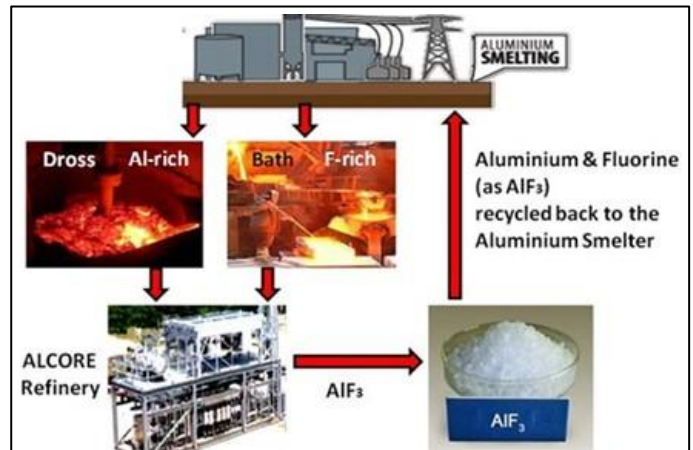 ALUMINIUM
SMELTING
Dross Al-rich
Bath F-rich
Aluminium & Fluorine
(as AlF₃)
recycled back to the
Aluminium Smelter
ALCORE
Refinery
AlF₃
AlF₃